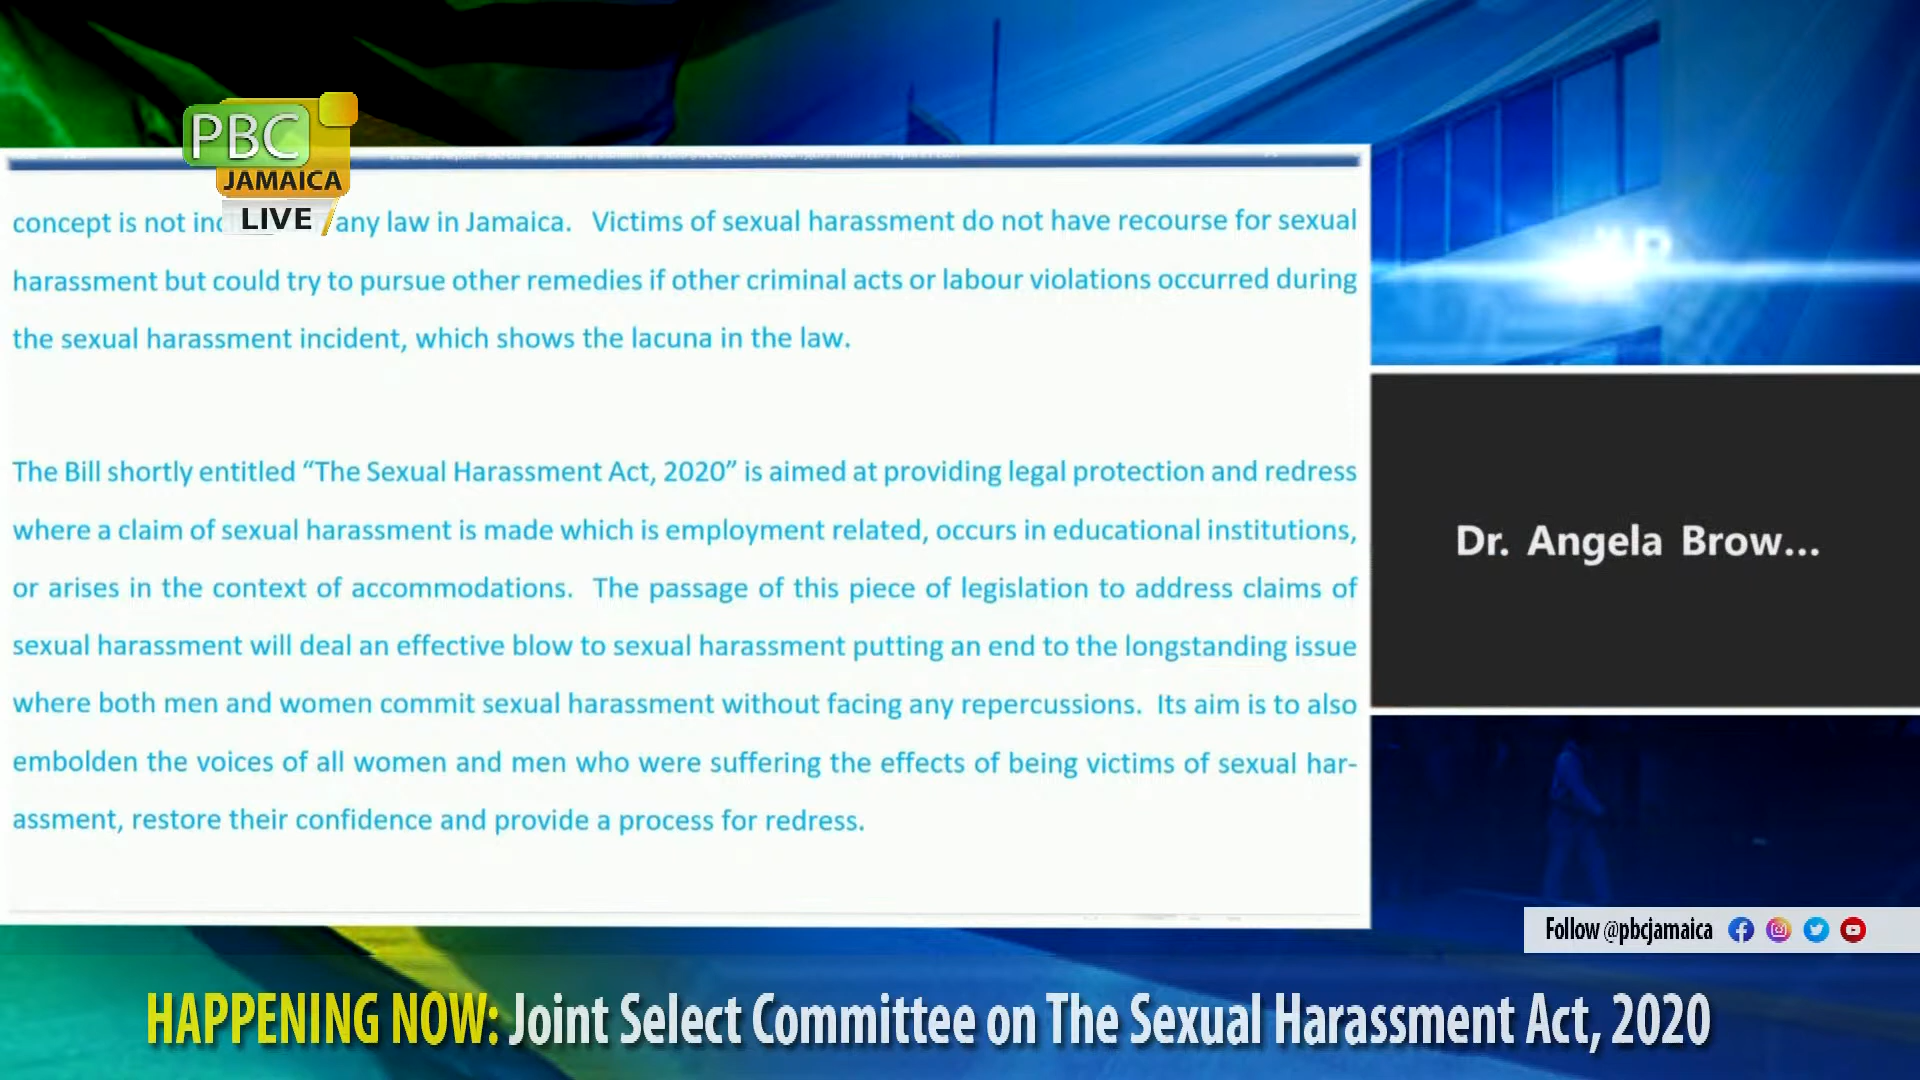 PBC
JAMAICA
LIVE
concept is not any law in Jamaica. Victims of sexual harassment do not have recourse for sexual
harassment but could try to pursue other remedies if other criminal acts or labour violations occurred during
the sexual harassment incident, which shows the lacuna in the law.
The Bill shortly entitled “The Sexual Harassment Act, 2020” is aimed at providing legal protection and redress
where a claim of sexual harassment is made which is employment related, occurs in educational institutions,
or arises in the context of accommodations. The passage of this piece of legislation to address claims of
sexual harassment will deal an effective blow to sexual harassment putting an end to the longstanding issue
where both men and women commit sexual harassment without facing any repercussions. Its aim is to also
embolden the voices of all women and men who were suffering the effects of being victims of sexual har-
assment, restore their confidence and provide a process for redress.
Dr. Angela Brow...
Follow @pbcjamaica
HAPPENING NOW: Joint Select Committee on The Sexual Harassment Act, 2020